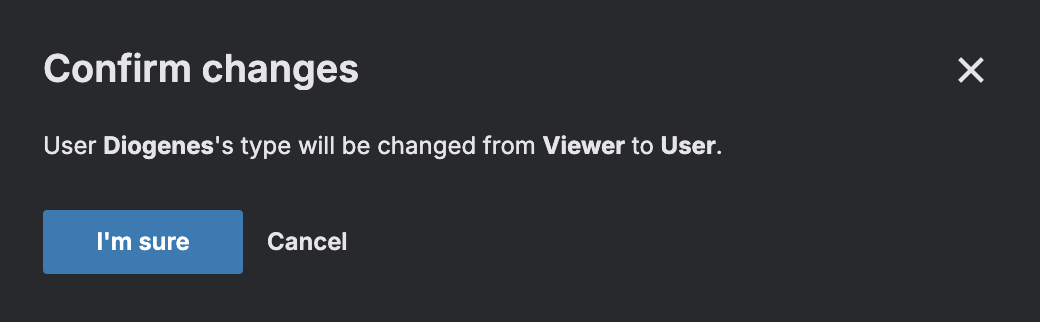 Confirm changes
User Diogenes's type will be changed from Viewer to User.
I'm sure
Cancel